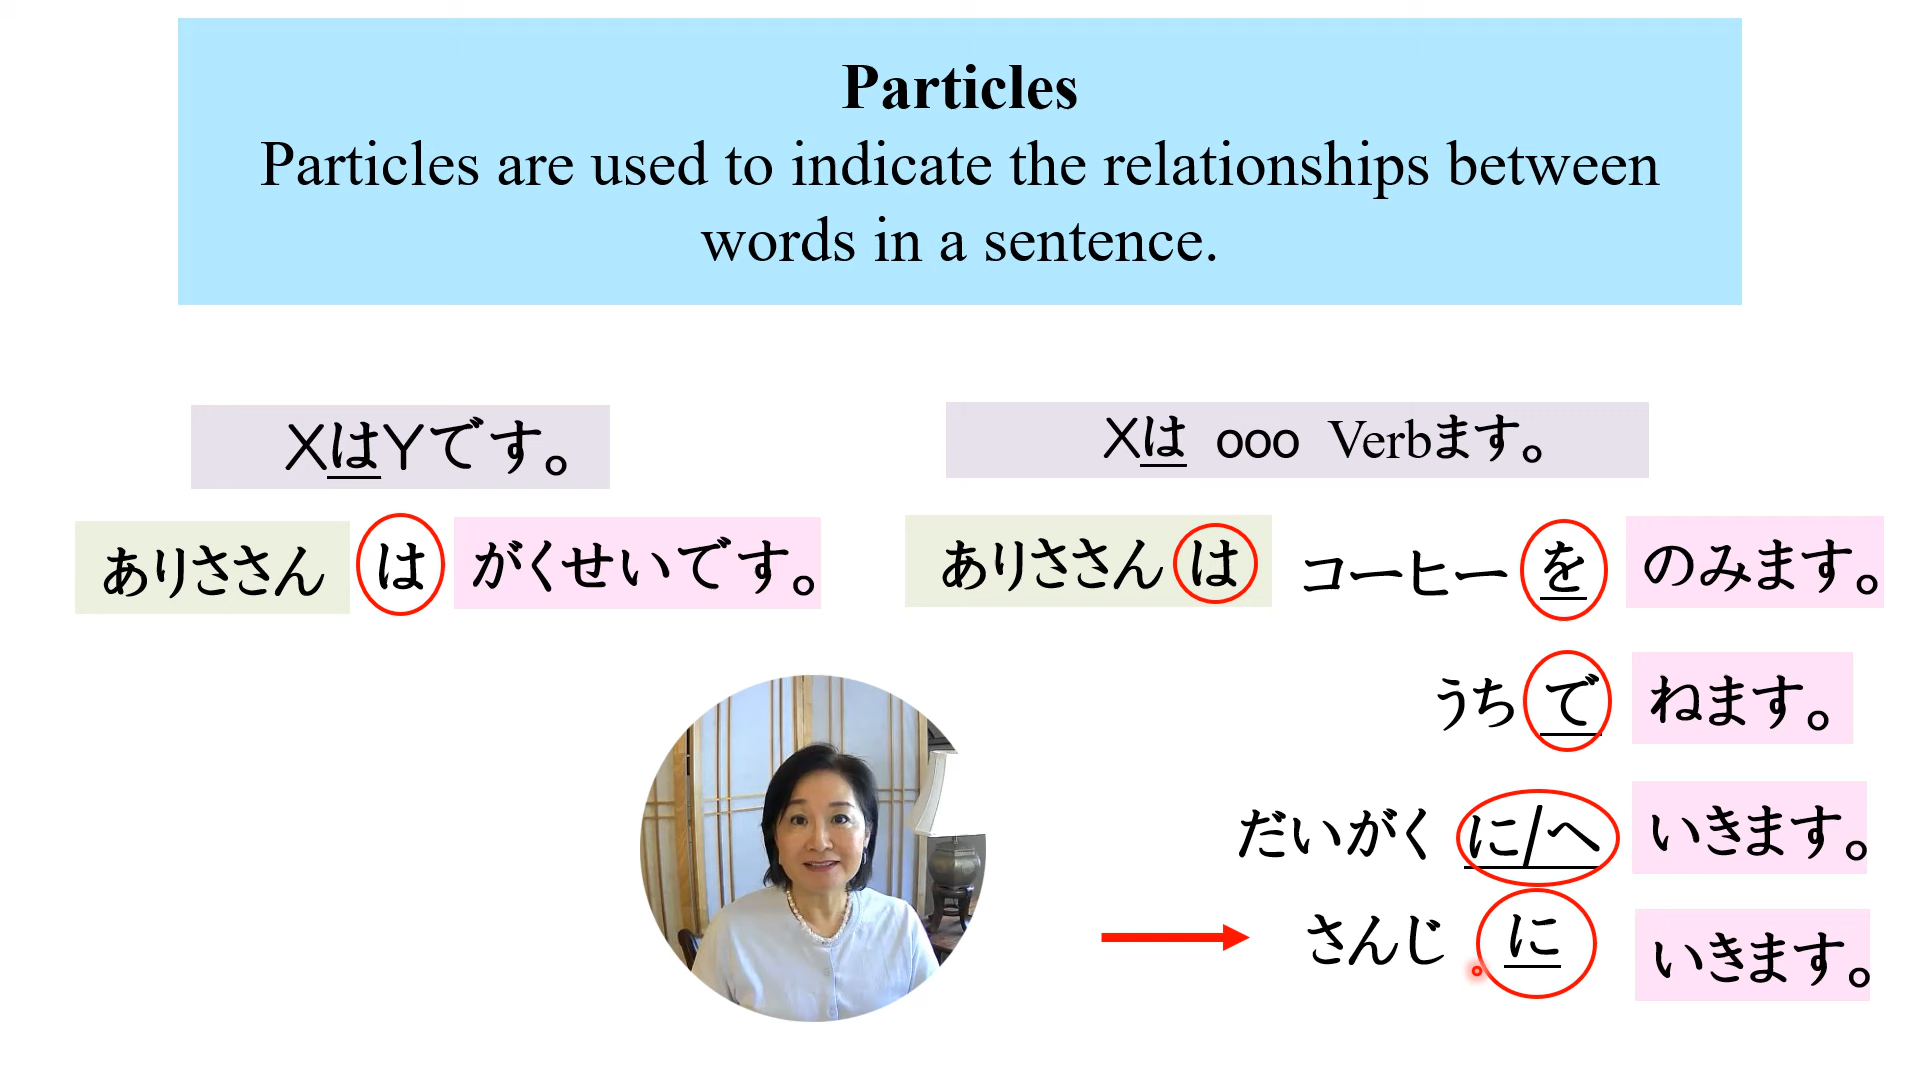 Particles
Particles are used to indicate the relationships between
words in a sentence.
XはYです。
ありささん は がくせいです。
Xは ooo Verbます。
ありささん は コーヒー を のみます。
うち で ねます。
だいがく に/へ いきます。
さんじ に いきます。